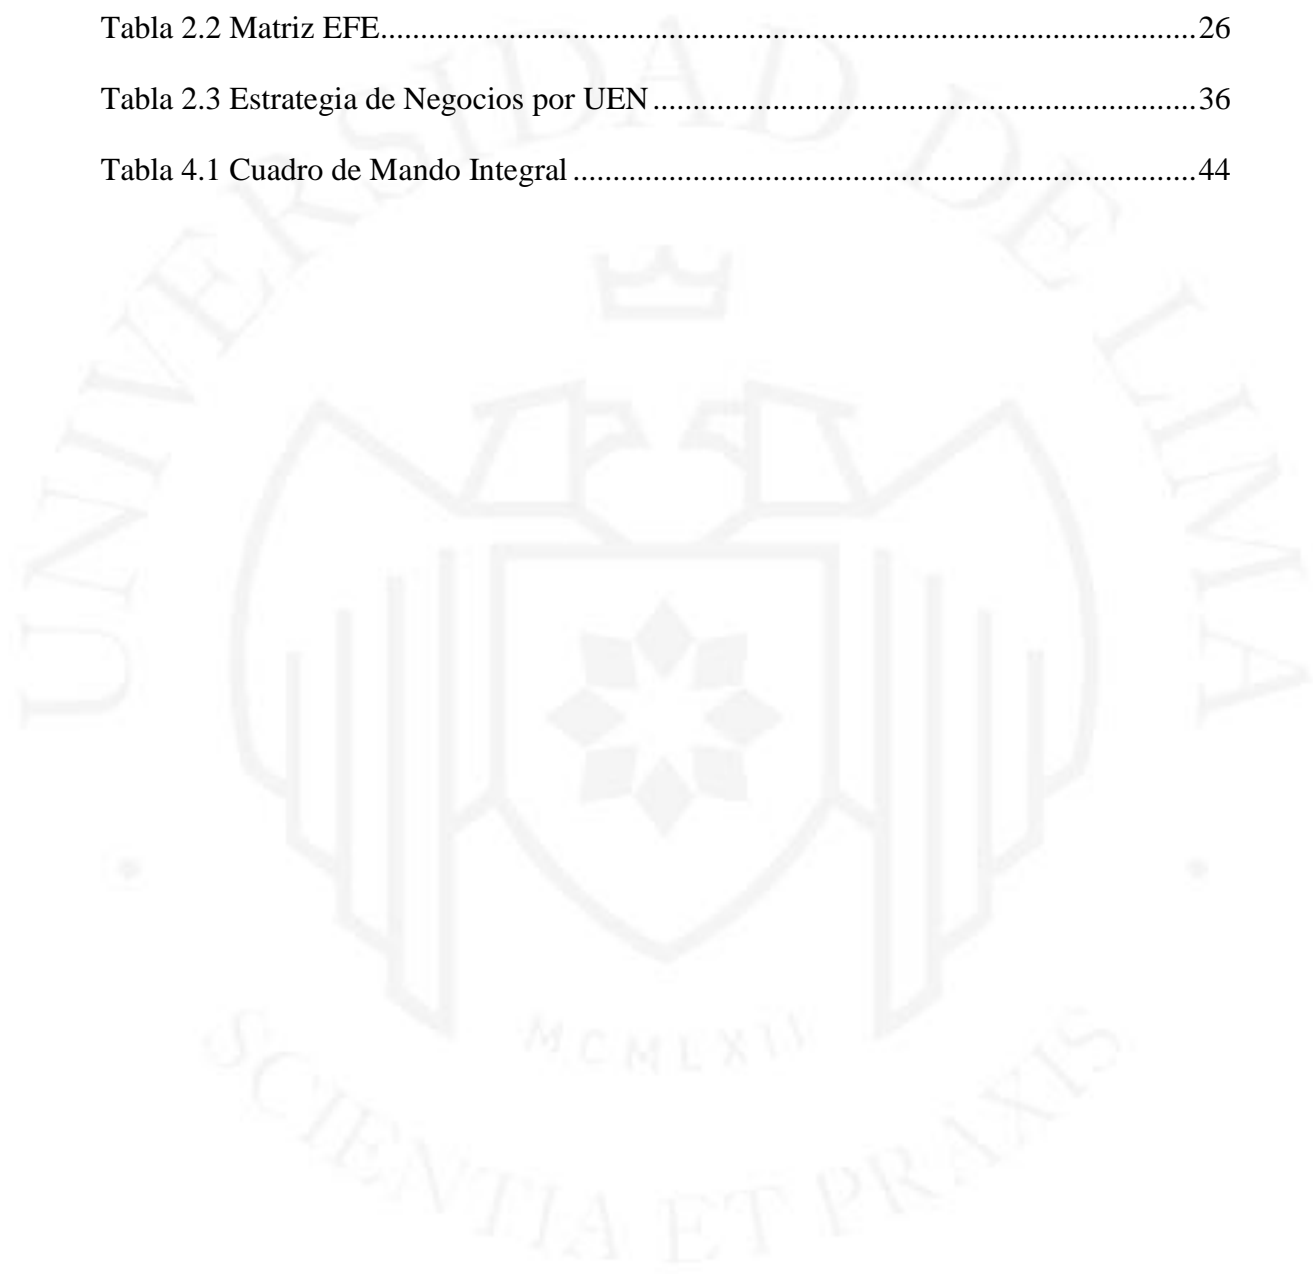 Tabla 2.2 Matriz EFE......................................................................................................26
Tabla 2.3 Estrategia de Negocios por UEN....................................................................36
Tabla 4.1 Cuadro de Mando Integral..............................................................................44
UNIVERSIDAD DE LIMA
MCMLXII
SCIENTIA ET PRAXIS